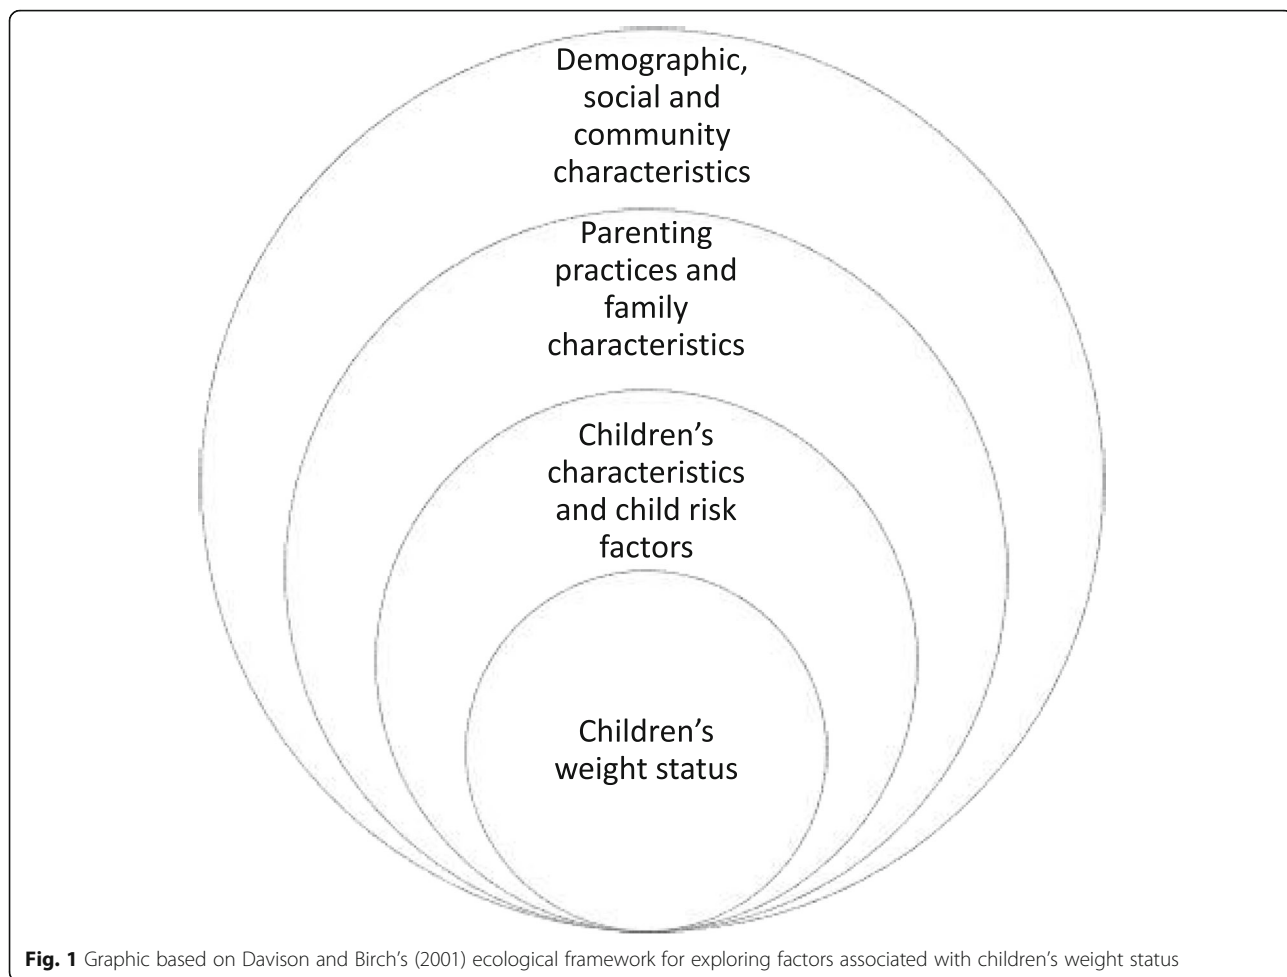 Demographic,
social and
community
characteristics
Parenting
practices and
family
characteristics
Children’s
characteristics
and child risk
factors
Children’s
weight status
Fig. 1 Graphic based on Davison and Birch’s (2001) ecological framework for exploring factors associated with children’s weight status